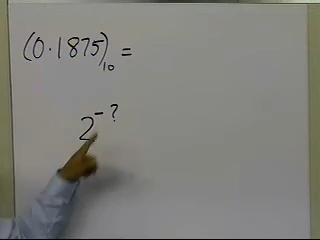 (0.1875)₁₀ =
2⁻?